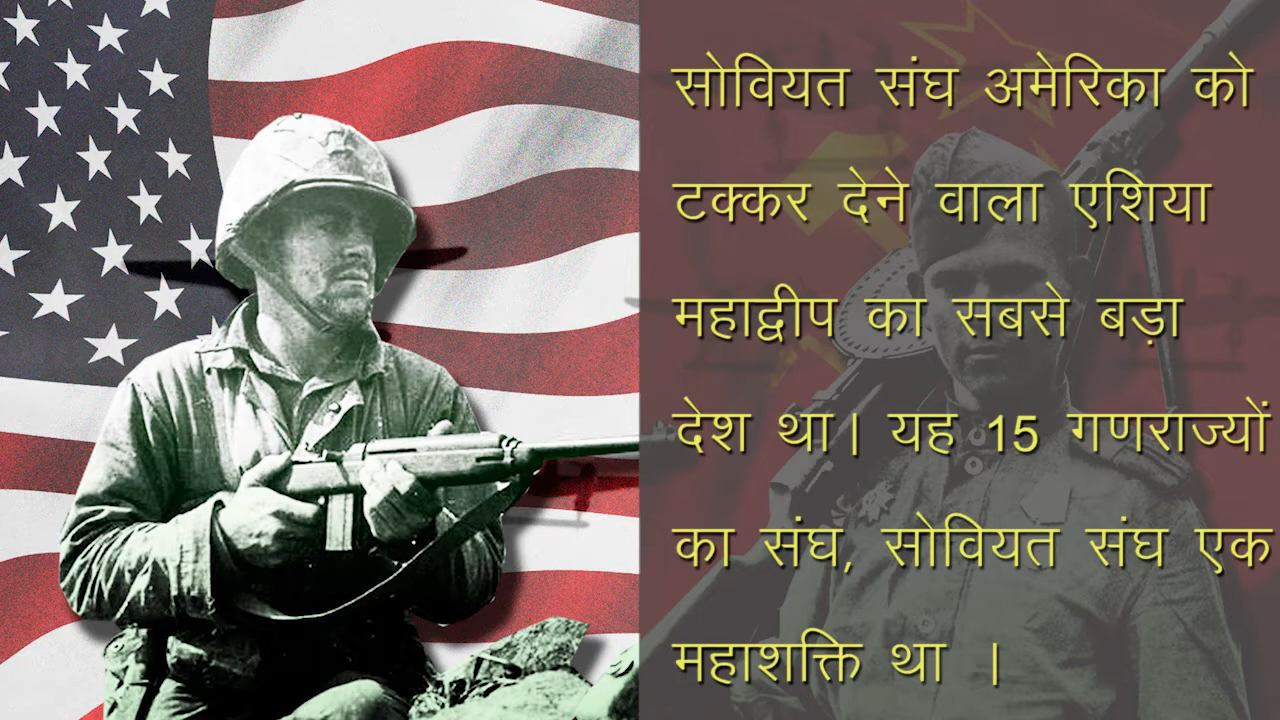 सोवियत संघ अमेरिका को
टक्कर देने वाला एशिया
महाद्वीप का सबसे बड़ा
देश था। यह 15 गणराज्यों
का संघ, सोवियत संघ एक
महाशक्ति था ।